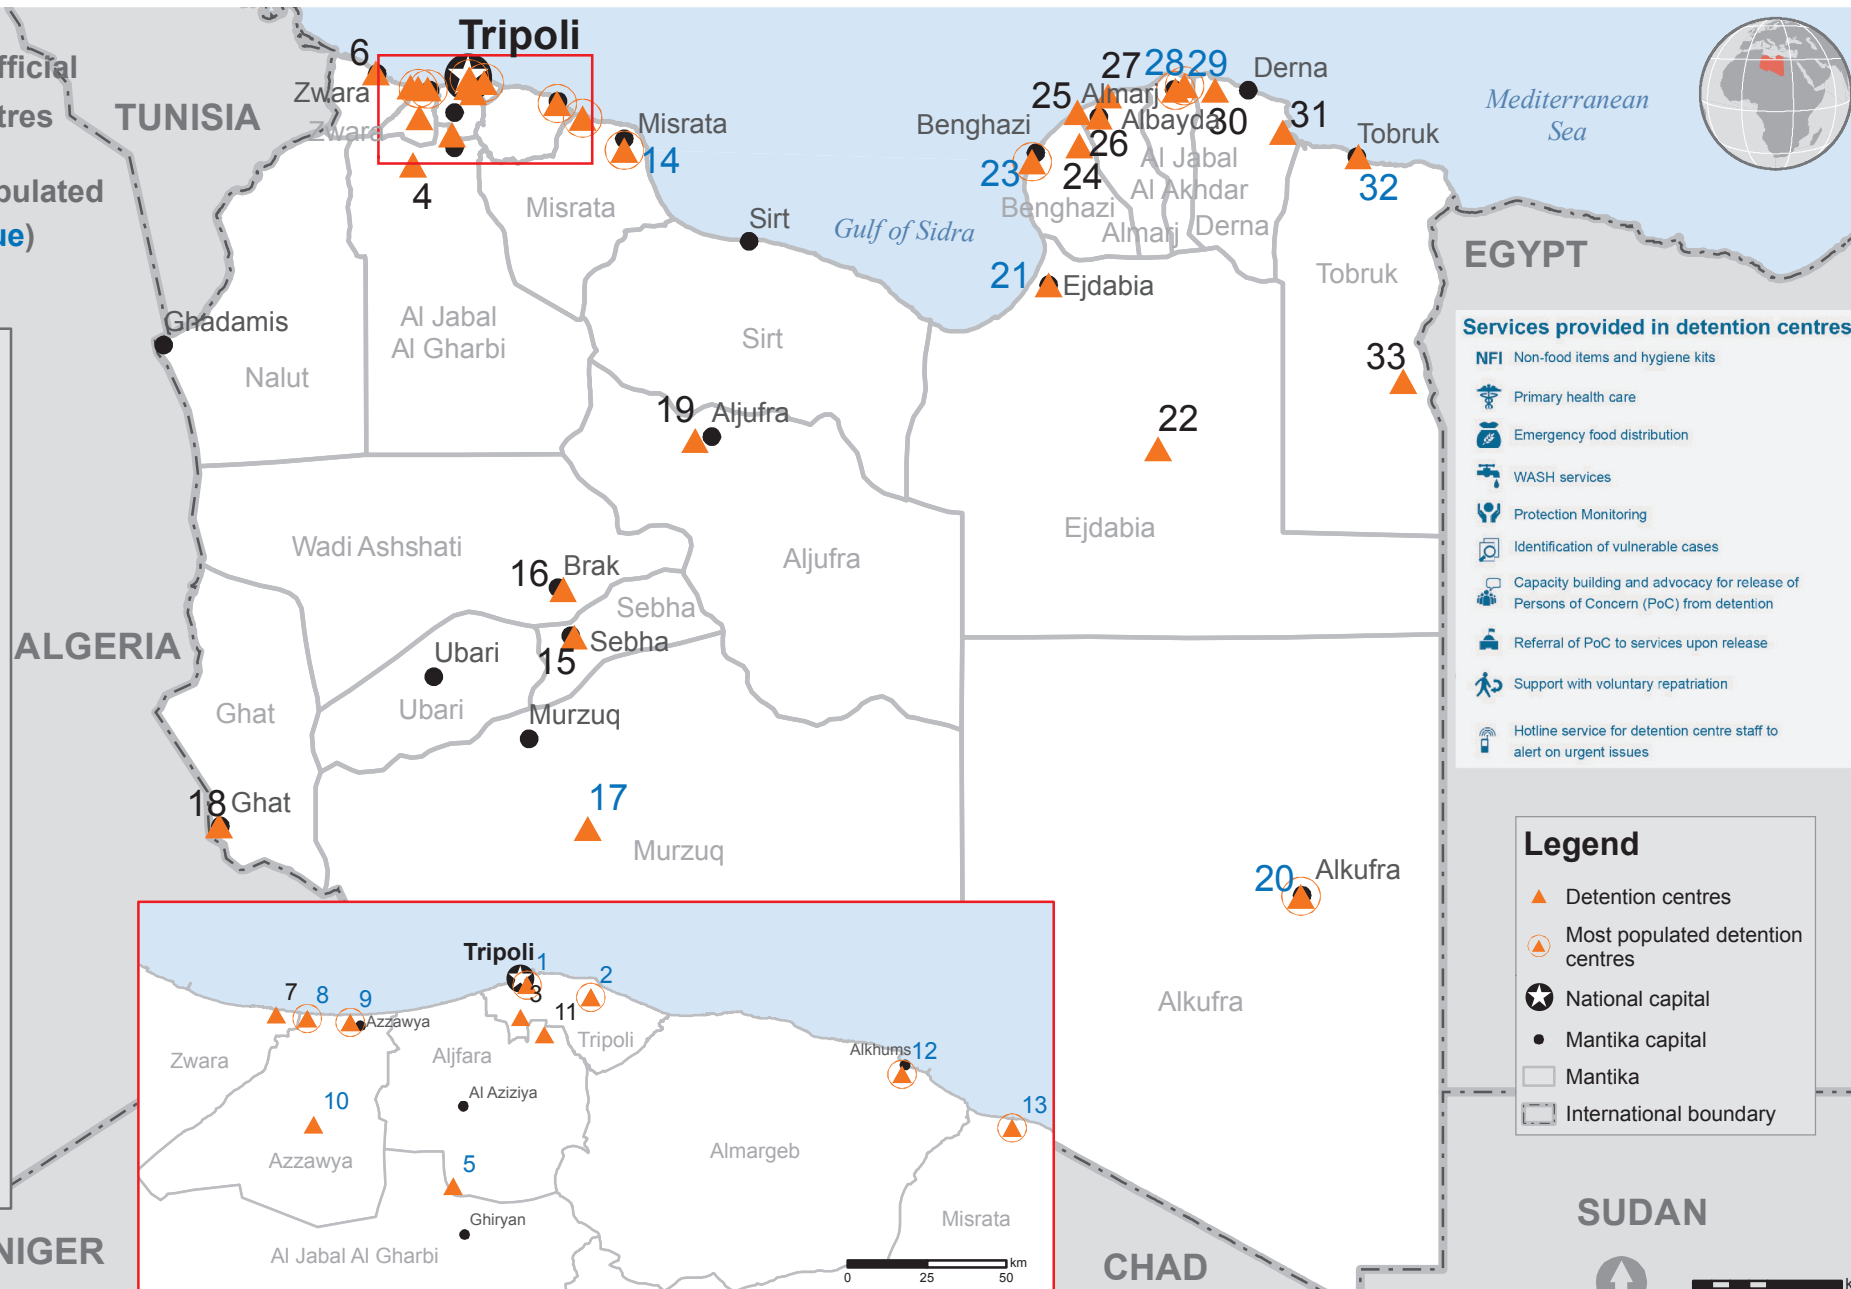 fficial
tres
pulated
ue)
TUNISIA
ALGERIA
NIGER
CHAD
SUDAN
EGYPT
Mediterranean
Sea
Gulf of Sidra
Tripoli
6
Zwara
Zwara
4
Misrata
14
Misrata
Sirt
Sirt
Ghadamis
Nalut
Al Jabal
Al Gharbi
27
28
29
Derna
25
Almarj
Benghazi
Albayda
30
31
Tobruk
26
23
24
32
Al Jabal
Al Akhdar
Benghazi
Almarj
Derna
Tobruk
21
Ejdabia
33
19
Aljufra
22
Ejdabia
Wadi Ashshati
Aljufra
16
Brak
Sebha
15
Sebha
Ubari
Ubari
Ghat
Murzuq
17
18
Ghat
Murzuq
20
Alkufra
Alkufra
Services provided in detention centres
NFI Non-food items and hygiene kits
Primary health care
Emergency food distribution
WASH services
Protection Monitoring
Identification of vulnerable cases
Capacity building and advocacy for release of
Persons of Concern (PoC) from detention
Referral of PoC to services upon release
Support with voluntary repatriation
Hotline service for detention centre staff to
alert on urgent issues
Legend
Detention centres
Most populated detention
centres
National capital
Mantika capital
Mantika
International boundary
Tripoli
1
2
3
7
8
9
Azzawya
11
Tripoli
Zwara
Aljfara
Alkhums
12
Al Aziziya
10
13
Azzawya
Almargeb
5
Ghiryan
Misrata
Al Jabal Al Gharbi
km
0 25 50